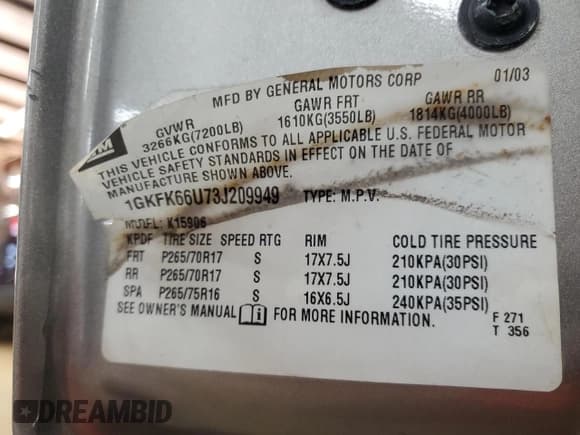 MFD BY GENERAL MOTORS CORP 01/03
GVWR GAWR FRT GAWR RR
3266KG(7200LB) 1610KG(3550LB) 1814KG(4000LB)
GM
THIS VEHICLE CONFORMS TO ALL APPLICABLE U.S. FEDERAL MOTOR
VEHICLE SAFETY STANDARDS IN EFFECT ON THE DATE OF
MANUFACTURE SHOWN ABOVE.
1GKFK66U73J209949 TYPE: M.P.V.
MODEL: K15906
KPDF TIRE SIZE SPEED RTG RIM COLD TIRE PRESSURE
FRT P265/70R17 S 17X7.5J 210KPA(30PSI)
RR P265/70R17 S 17X7.5J 210KPA(30PSI)
SPA P265/75R16 S 16X6.5J 240KPA(35PSI)
SEE OWNER'S MANUAL i FOR MORE INFORMATION.
F 271
T 356
DREAMBID